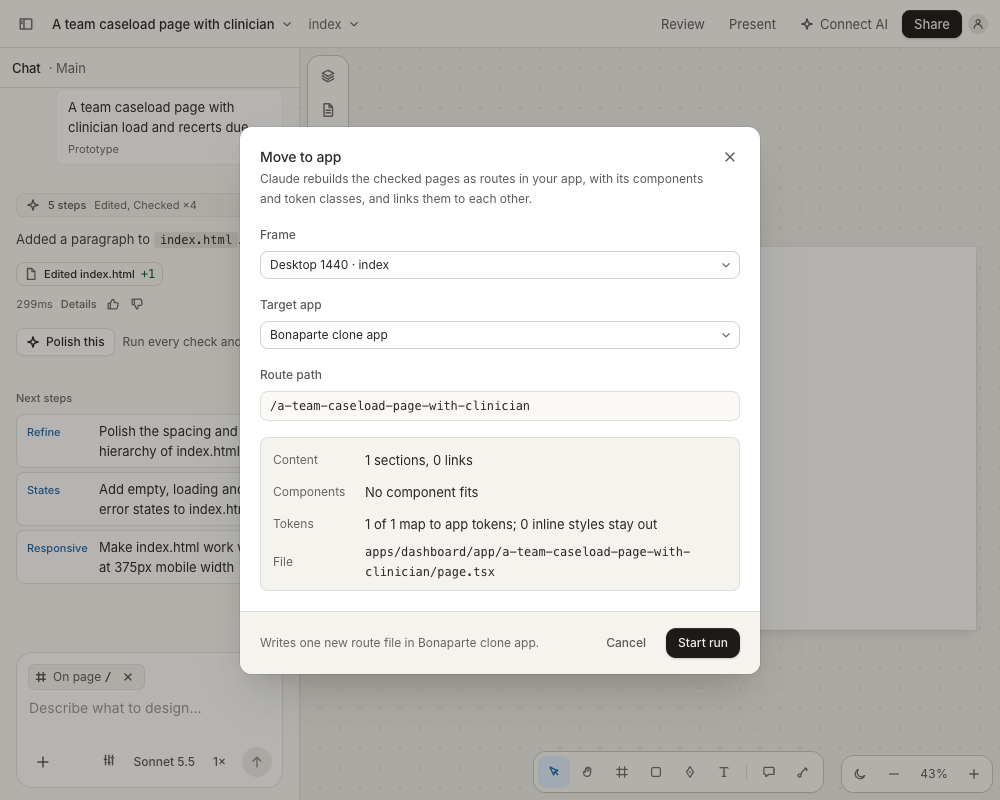 A team caseload page with clinician
index
Review
Present
Connect AI
Share
Chat · Main
A team caseload page with
clinician load and recerts due
Prototype
5 steps Edited, Checked ×4
Added a paragraph to index.html.
Edited index.html +1
299ms Details
Polish this
Run every check and
Next steps
Refine
Polish the spacing and
hierarchy of index.html
States
Add empty, loading and
error states to index.ht
Responsive
Make index.html work
at 375px mobile width
On page /
Describe what to design...
Sonnet 5.5
1×
Move to app
Claude rebuilds the checked pages as routes in your app, with its components
and token classes, and links them to each other.
Frame
Desktop 1440 · index
Target app
Bonaparte clone app
Route path
/a-team-caseload-page-with-clinician
Content
1 sections, 0 links
Components
No component fits
Tokens
1 of 1 map to app tokens; 0 inline styles stay out
File
apps/dashboard/app/a-team-caseload-page-with-
clinician/page.tsx
Writes one new route file in Bonaparte clone app.
Cancel
Start run
43%